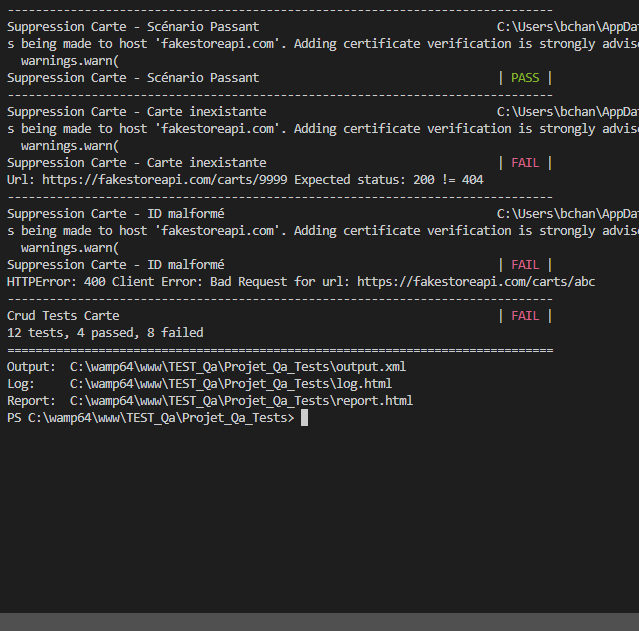 ------------------------------------------------------------------------------
Suppression Carte - Scénario Passant C:\Users\bchan\AppDat
s being made to host 'fakestoreapi.com'. Adding certificate verification is strongly advise
warnings.warn(
Suppression Carte - Scénario Passant | PASS |
------------------------------------------------------------------------------
Suppression Carte - Carte inexistante C:\Users\bchan\AppDat
s being made to host 'fakestoreapi.com'. Adding certificate verification is strongly advise
warnings.warn(
Suppression Carte - Carte inexistante | FAIL |
Url: https://fakestoreapi.com/carts/9999 Expected status: 200 != 404
------------------------------------------------------------------------------
Suppression Carte - ID malformé C:\Users\bchan\AppDat
s being made to host 'fakestoreapi.com'. Adding certificate verification is strongly advise
warnings.warn(
Suppression Carte - ID malformé | FAIL |
HTTPError: 400 Client Error: Bad Request for url: https://fakestoreapi.com/carts/abc
------------------------------------------------------------------------------
Crud Tests Carte | FAIL |
12 tests, 4 passed, 8 failed
==============================================================================
Output: C:\wamp64\www\TEST_Qa\Projet_Qa_Tests\output.xml
Log: C:\wamp64\www\TEST_Qa\Projet_Qa_Tests\log.html
Report: C:\wamp64\www\TEST_Qa\Projet_Qa_Tests\report.html
PS C:\wamp64\www\TEST_Qa\Projet_Qa_Tests>